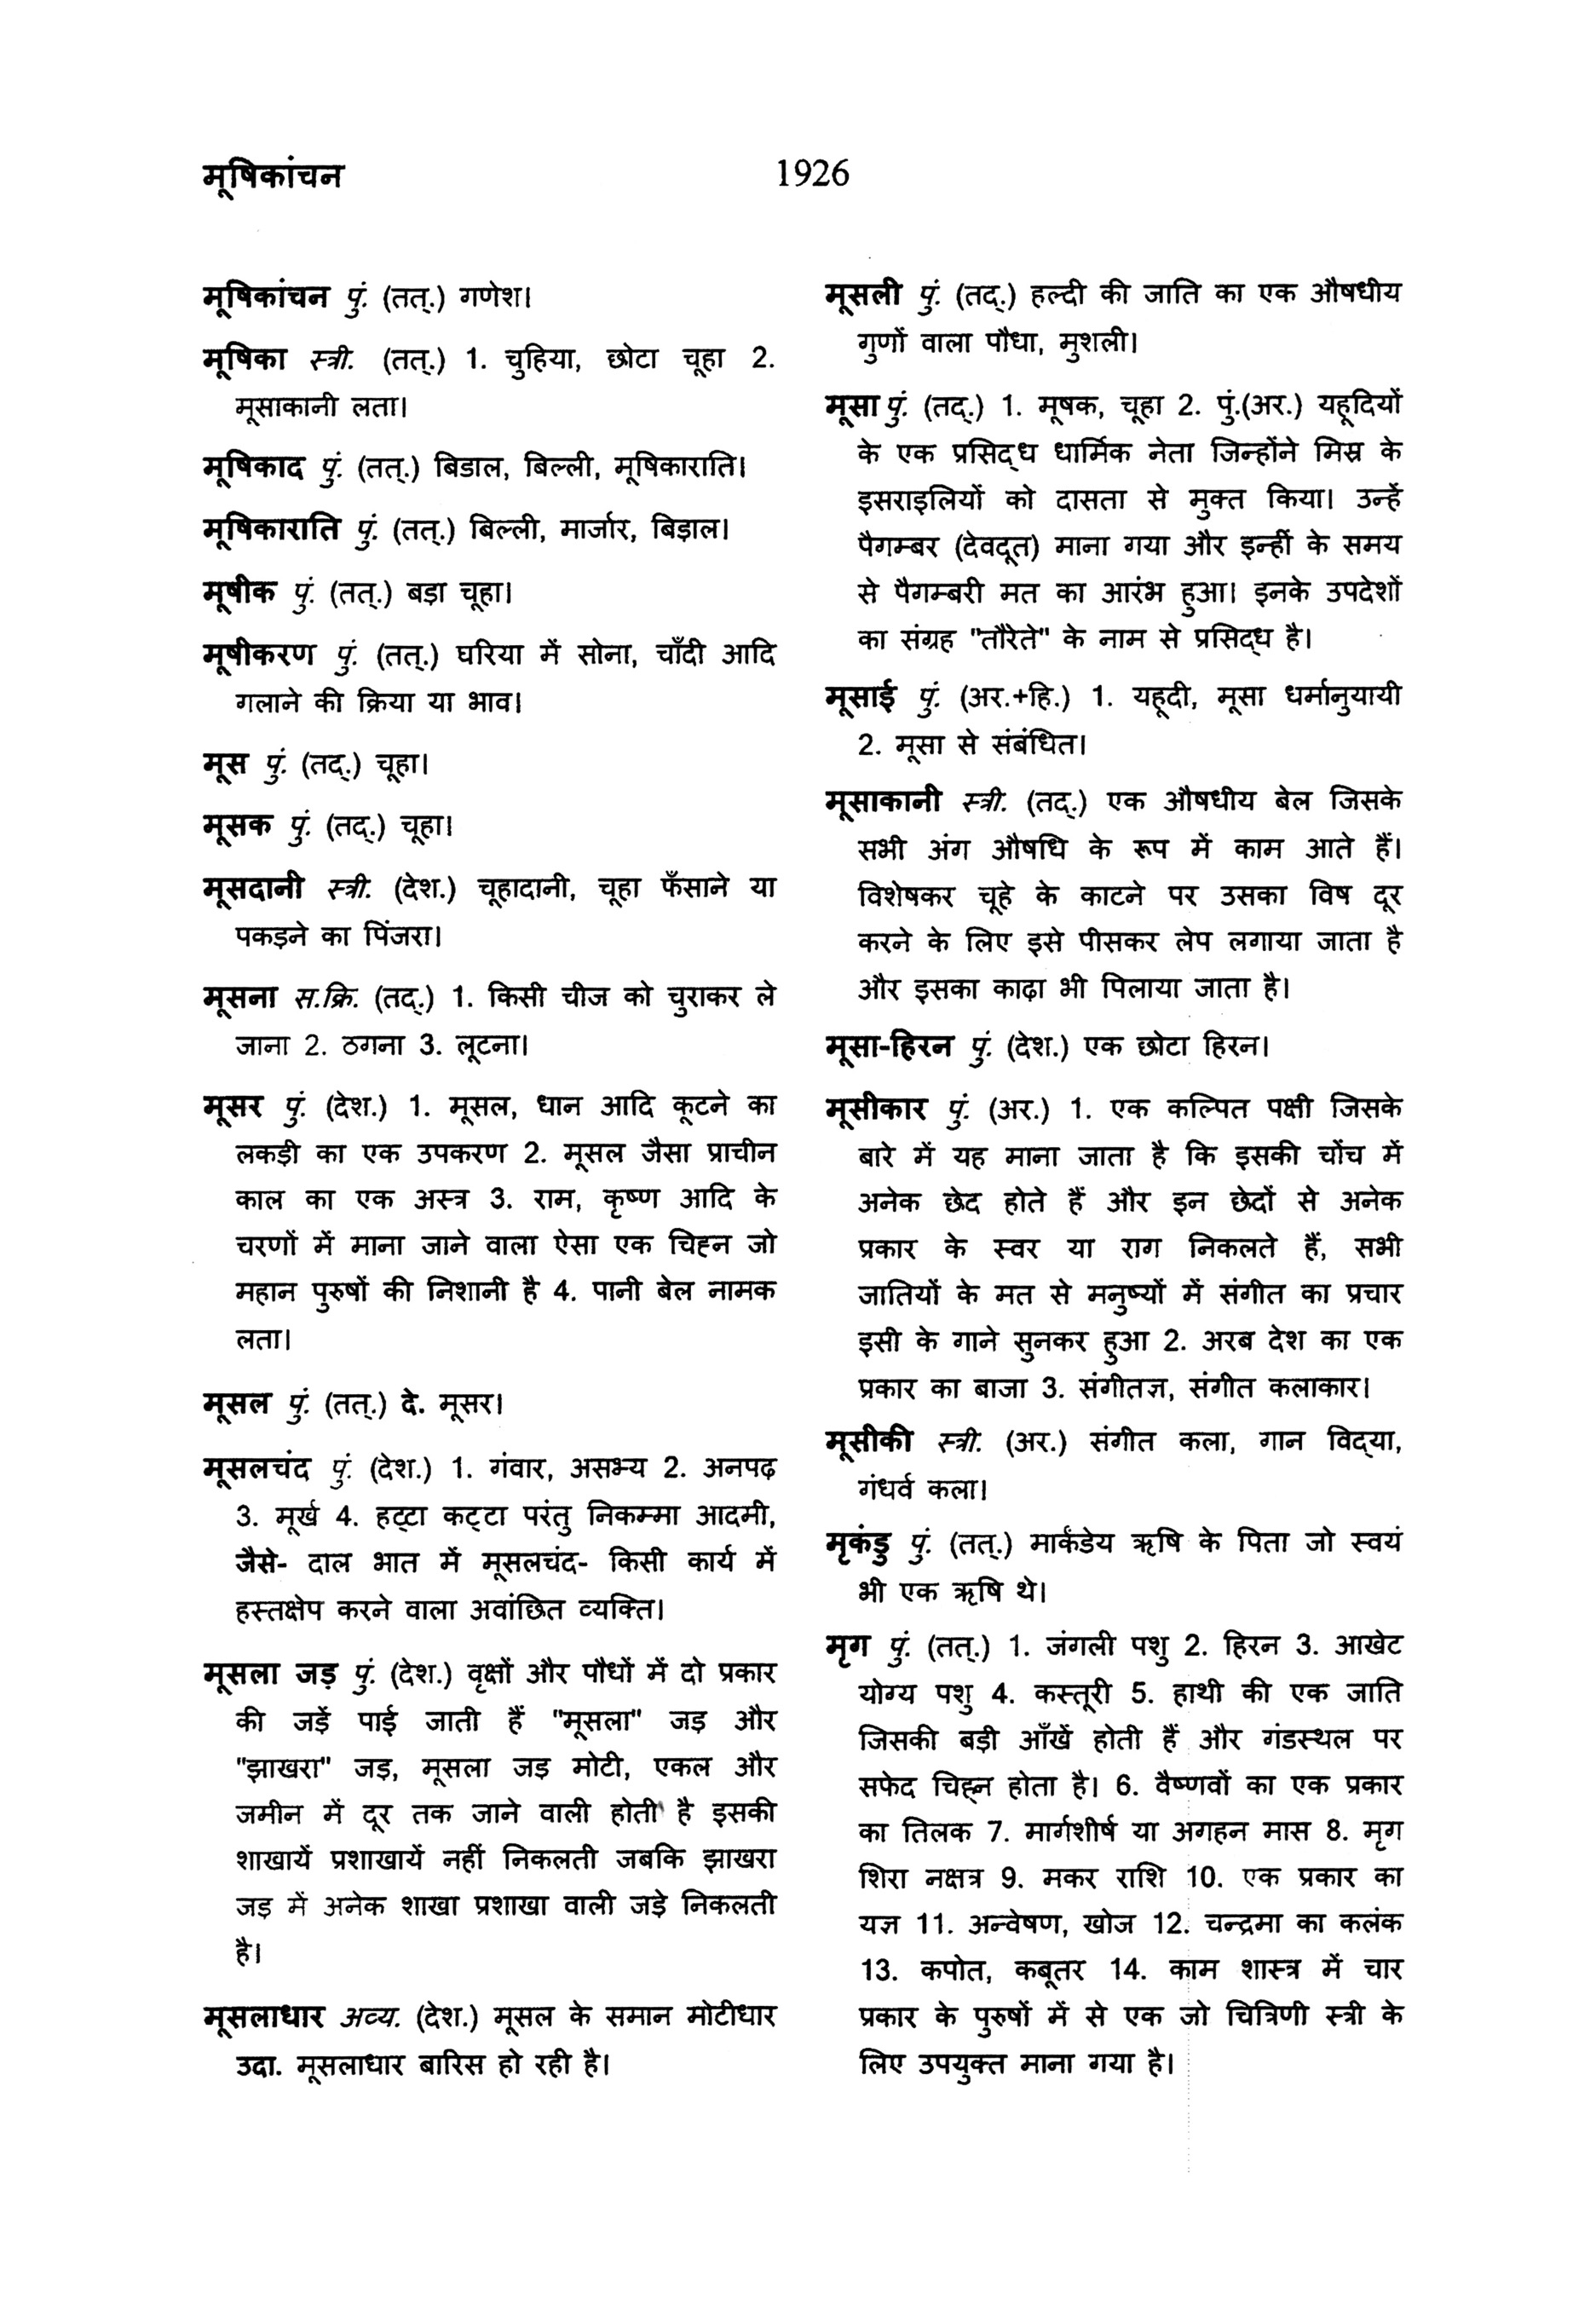 मूषिकांचन
1926
मूषिकांचन पुं. (तत्.) गणेश।
मूषिका स्त्री. (तत्.) 1. चुहिया, छोटा चूहा 2.
मूसाकानी लता।
मूषिकाद पुं. (तत्.) बिडाल, बिल्ली, मूषिकाराति।
मूषिकाराति पुं. (तत्.) बिल्ली, मार्जार, बिड़ाल।
मूषीक पुं. (तत्.) बड़ा चूहा।
मूषीकरण पुं. (तत्.) घरिया में सोना, चाँदी आदि
गलाने की क्रिया या भाव।
मूस पुं. (तद्.) चूहा।
मूसक पुं. (तद्.) चूहा।
मूसदानी स्त्री. (देश.) चूहादानी, चूहा फँसाने या
पकड़ने का पिंजरा।
मूसना स.क्रि. (तद्.) 1. किसी चीज को चुराकर ले
जाना 2. ठगना 3. लूटना।
मूसर पुं. (देश.) 1. मूसल, धान आदि कूटने का
लकड़ी का एक उपकरण 2. मूसल जैसा प्राचीन
काल का एक अस्त्र 3. राम, कृष्ण आदि के
चरणों में माना जाने वाला ऐसा एक चिह्न जो
महान पुरुषों की निशानी है 4. पानी बेल नामक
लता।
मूसल पुं. (तत्.) दे. मूसर।
मूसलचंद पुं. (देश.) 1. गंवार, असभ्य 2. अनपढ़
3. मूर्ख 4. हट्टा कट्टा परंतु निकम्मा आदमी,
जैसे- दाल भात में मूसलचंद- किसी कार्य में
हस्तक्षेप करने वाला अवांछित व्यक्ति।
मूसला जड़ पुं. (देश.) वृक्षों और पौधों में दो प्रकार
की जड़ें पाई जाती हैं "मूसला" जड़ और
"झाखरा" जड़, मूसला जड़ मोटी, एकल और
जमीन में दूर तक जाने वाली होती है इसकी
शाखायें प्रशाखायें नहीं निकलती जबकि झाखरा
जड़ में अनेक शाखा प्रशाखा वाली जड़े निकलती
है।
मूसलाधार अव्य. (देश.) मूसल के समान मोटीधार
उदा. मूसलाधार बारिस हो रही है।
मूसली पुं. (तद्.) हल्दी की जाति का एक औषधीय
गुणों वाला पौधा, मुशली।
मूसा पुं. (तद्.) 1. मूषक, चूहा 2. पुं.(अर.) यहूदियों
के एक प्रसिद्ध धार्मिक नेता जिन्होंने मिस्र के
इसराइलियों को दासता से मुक्त किया। उन्हें
पैगम्बर (देवदूत) माना गया और इन्हीं के समय
से पैगम्बरी मत का आरंभ हुआ। इनके उपदेशों
का संग्रह "तौरेते" के नाम से प्रसिद्ध है।
मूसाई पुं. (अर.+हि.) 1. यहूदी, मूसा धर्मानुयायी
2. मूसा से संबंधित।
मूसाकानी स्त्री. (तद्.) एक औषधीय बेल जिसके
सभी अंग औषधि के रूप में काम आते हैं।
विशेषकर चूहे के काटने पर उसका विष दूर
करने के लिए इसे पीसकर लेप लगाया जाता है
और इसका काढ़ा भी पिलाया जाता है।
मूसा-हिरन पुं. (देश.) एक छोटा हिरन।
मूसीकार पुं. (अर.) 1. एक कल्पित पक्षी जिसके
बारे में यह माना जाता है कि इसकी चोंच में
अनेक छेद होते हैं और इन छेदों से अनेक
प्रकार के स्वर या राग निकलते हैं, सभी
जातियों के मत से मनुष्यों में संगीत का प्रचार
इसी के गाने सुनकर हुआ 2. अरब देश का एक
प्रकार का बाजा 3. संगीतज्ञ, संगीत कलाकार।
मूसीकी स्त्री. (अर.) संगीत कला, गान विद्या,
गंधर्व कला।
मृकंडु पुं. (तत्.) मार्कंडेय ऋषि के पिता जो स्वयं
भी एक ऋषि थे।
मृग पुं. (तत्.) 1. जंगली पशु 2. हिरन 3. आखेट
योग्य पशु 4. कस्तूरी 5. हाथी की एक जाति
जिसकी बड़ी आँखें होती हैं और गंडस्थल पर
सफेद चिह्न होता है। 6. वैष्णवों का एक प्रकार
का तिलक 7. मार्गशीर्ष या अगहन मास 8. मृग
शिरा नक्षत्र 9. मकर राशि 10. एक प्रकार का
यज्ञ 11. अन्वेषण, खोज 12. चन्द्रमा का कलंक
13. कपोत, कबूतर 14. काम शास्त्र में चार
प्रकार के पुरुषों में से एक जो चित्रिणी स्त्री के
लिए उपयुक्त माना गया है।